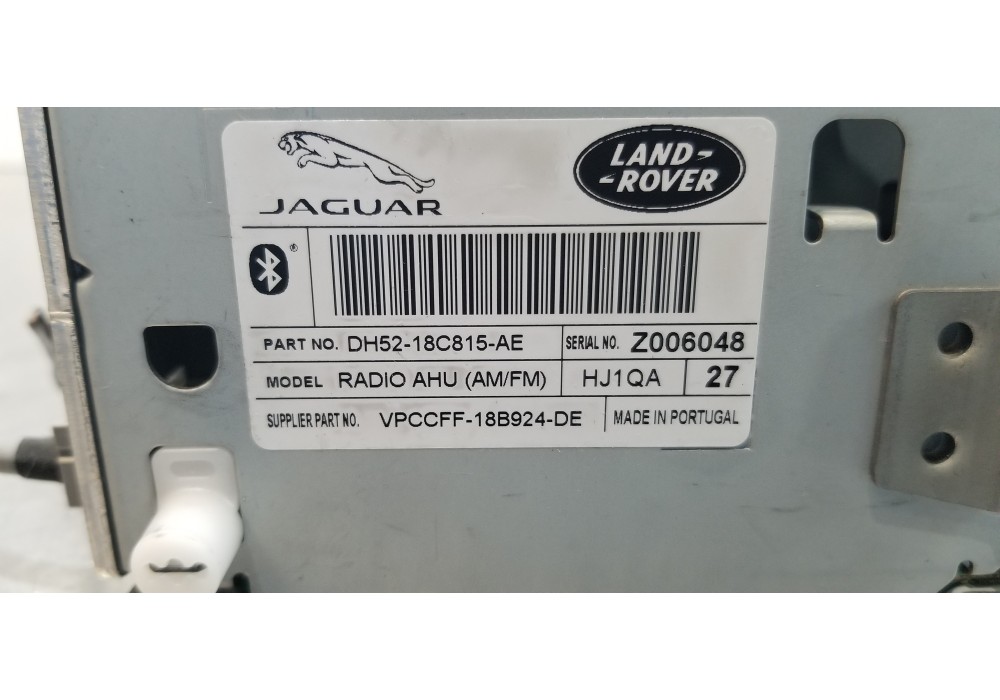 JAGUAR
LAND-
-ROVER
®
PART NO. DH52-18C815-AE SERIAL NO. Z006048
MODEL RADIO AHU (AM/FM) HJ1QA 27
SUPPLIER PART NO. VPCCFF-18B924-DE MADE IN PORTUGAL